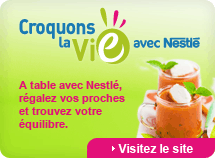 Croquons
la Vie avec Nestlé
A table avec Nestlé,
régalez vos proches
et trouvez votre
équilibre.
Visitez le site